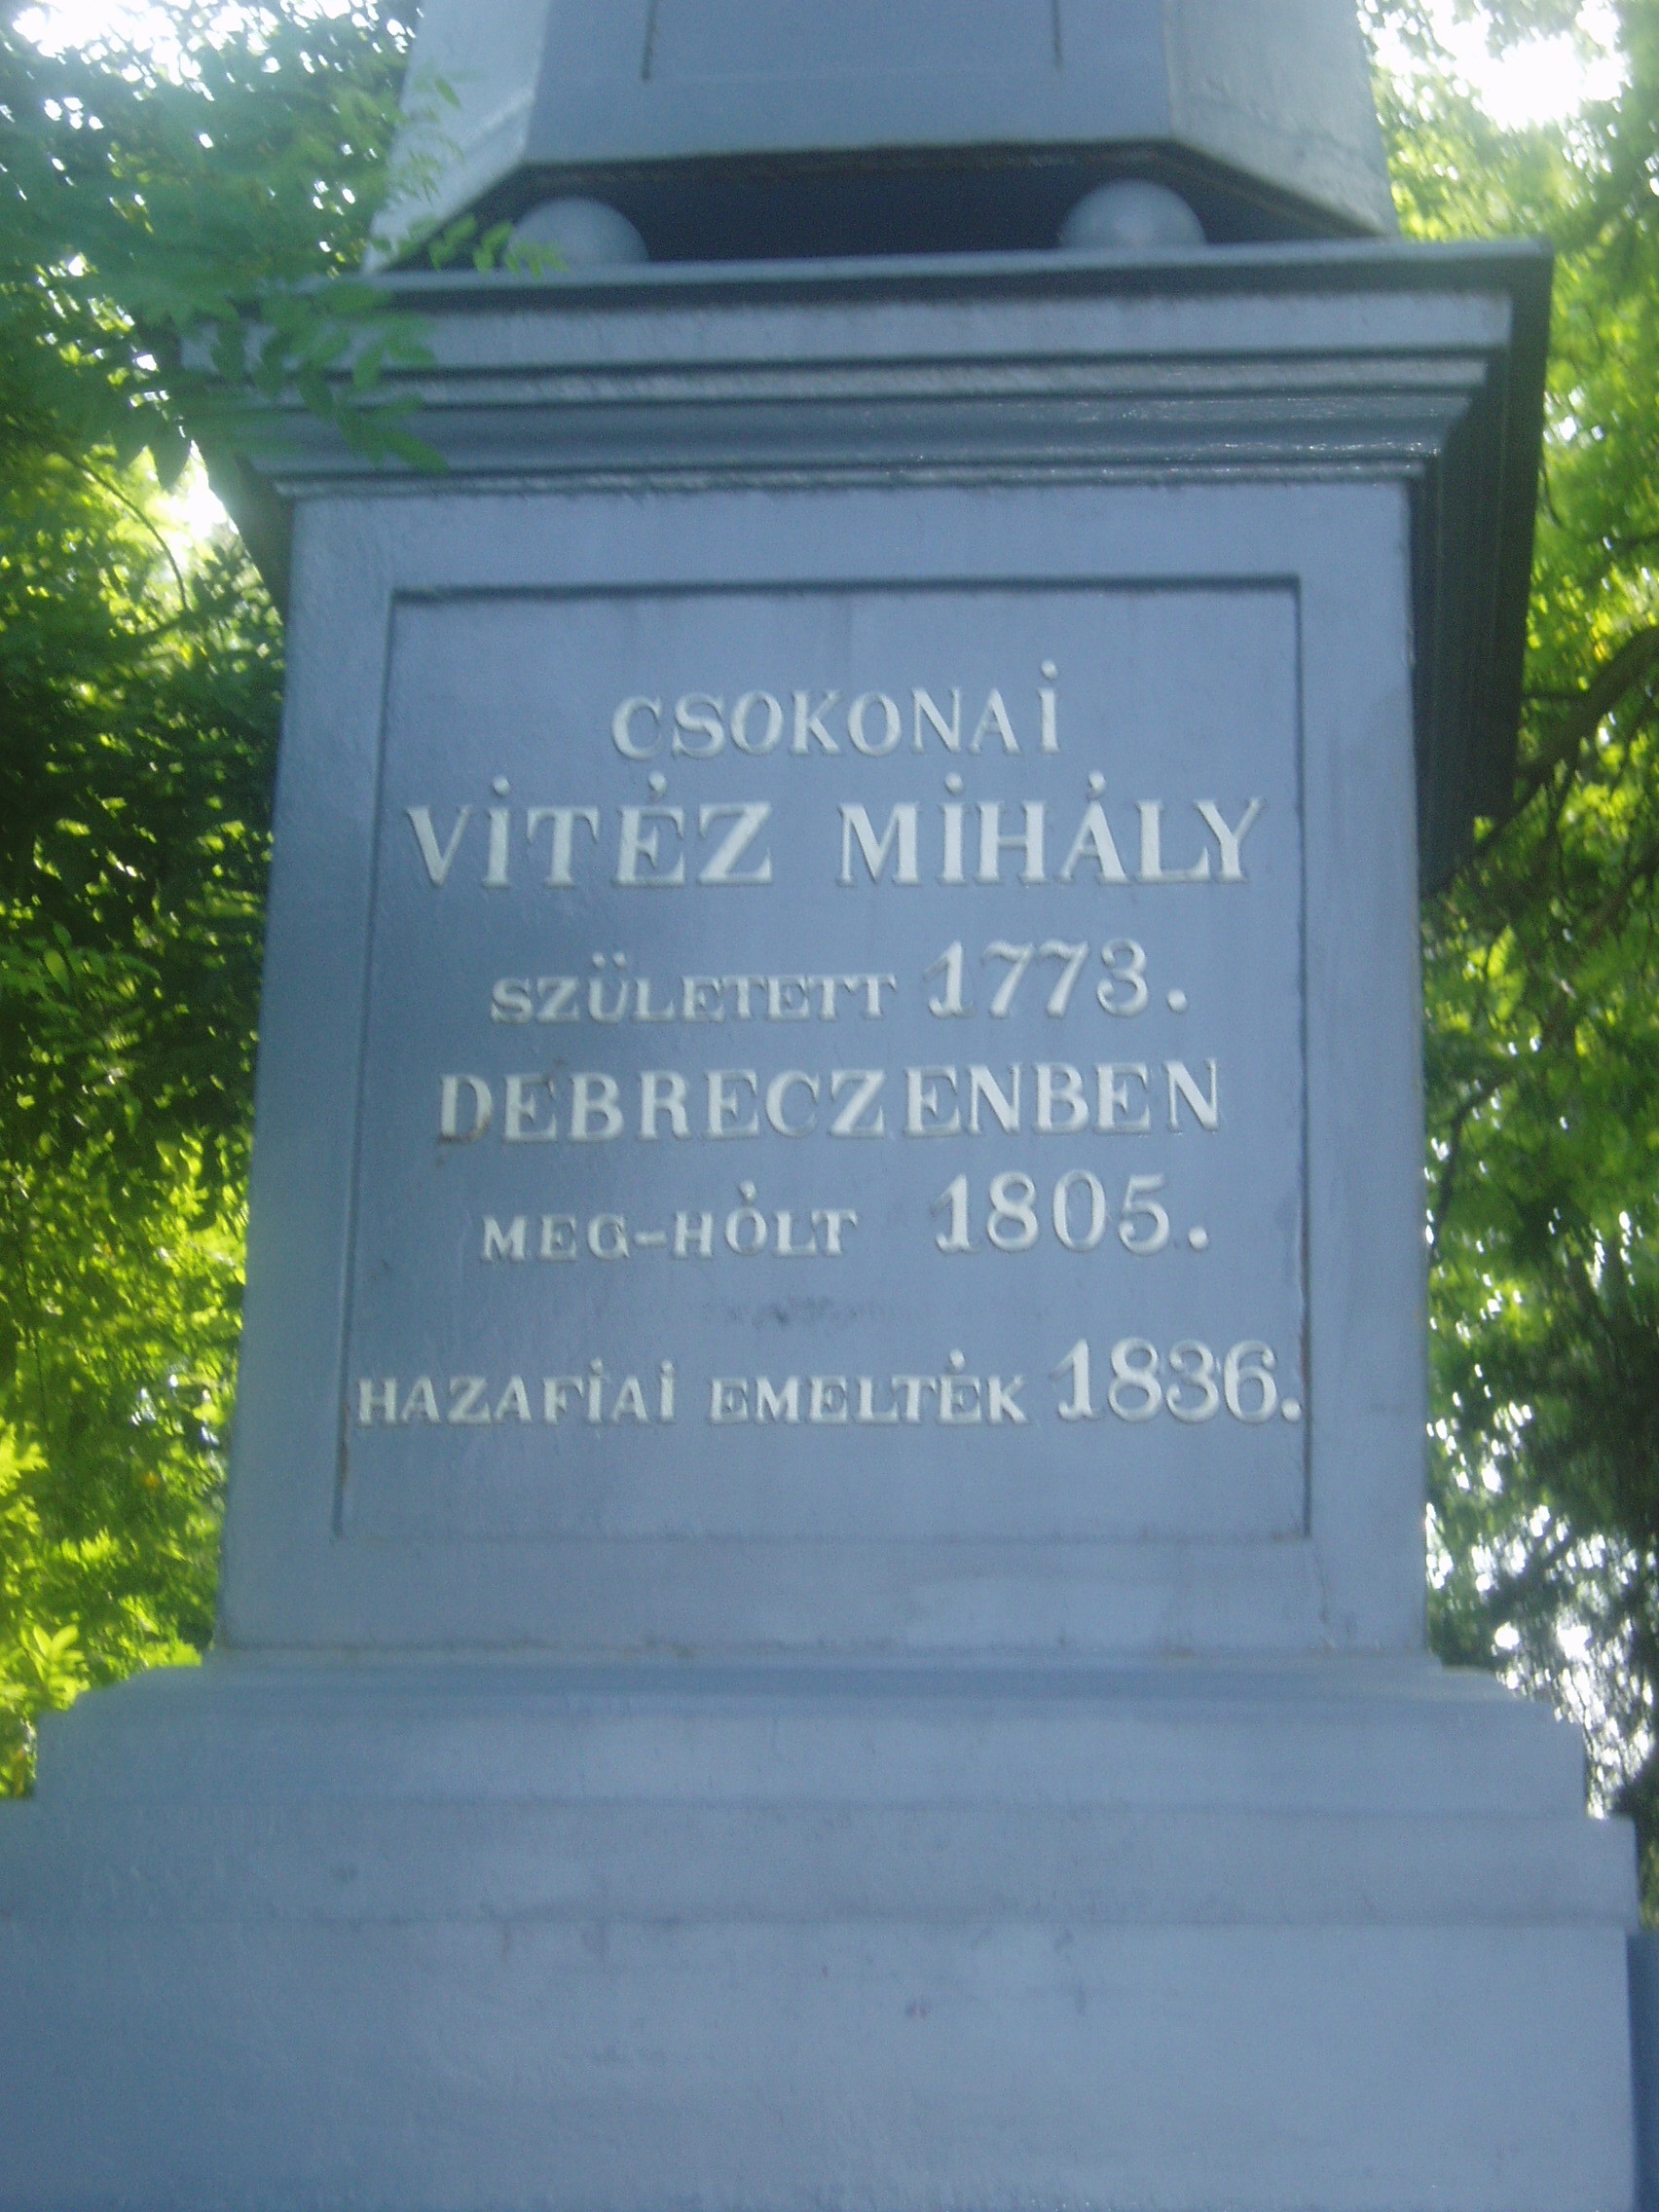 CSOKONAI
VITÉZ MIHÁLY
SZÜLETETT 1773.
DEBRECZENBEN
MEG-HÓLT 1805.
HAZAFIAI EMELTÉK 1836.